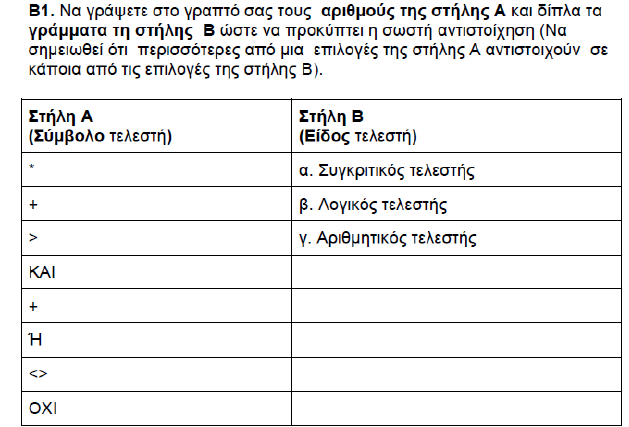 Β1. Να γράψετε στο γραπτό σας τους αριθμούς της στήλης Α και δίπλα τα
γράμματα τη στήλης Β ώστε να προκύπτει η σωστή αντιστοίχηση (Να
σημειωθεί ότι περισσότερες από μια επιλογές της στήλης Α αντιστοιχούν σε
κάποια από τις επιλογές της στήλης Β).
Στήλη Α
(Σύμβολο τελεστή)
Στήλη Β
(Είδος τελεστή)
*
α. Συγκριτικός τελεστής
+
β. Λογικός τελεστής
>
γ. Αριθμητικός τελεστής
ΚΑΙ
+
Ή
<>
ΟΧΙ